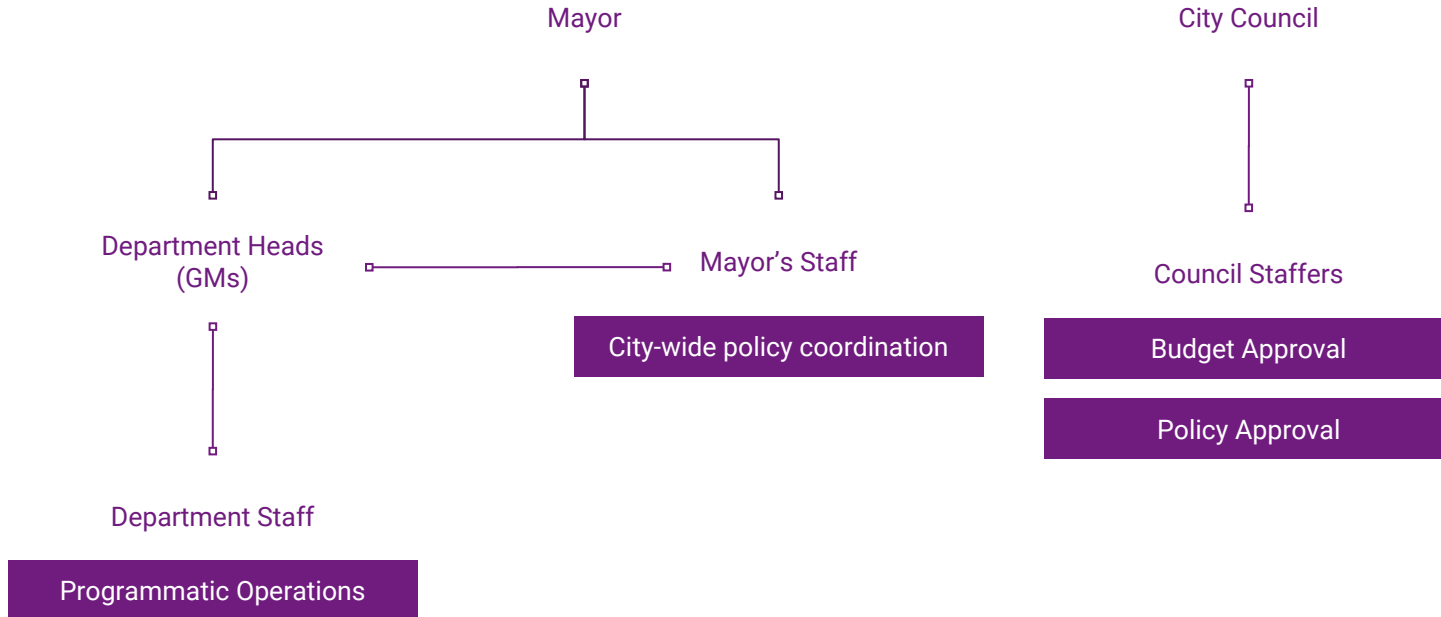 Mayor
City Council
Department Heads
(GMs)
Mayor’s Staff
Council Staffers
City-wide policy coordination
Budget Approval
Policy Approval
Department Staff
Programmatic Operations